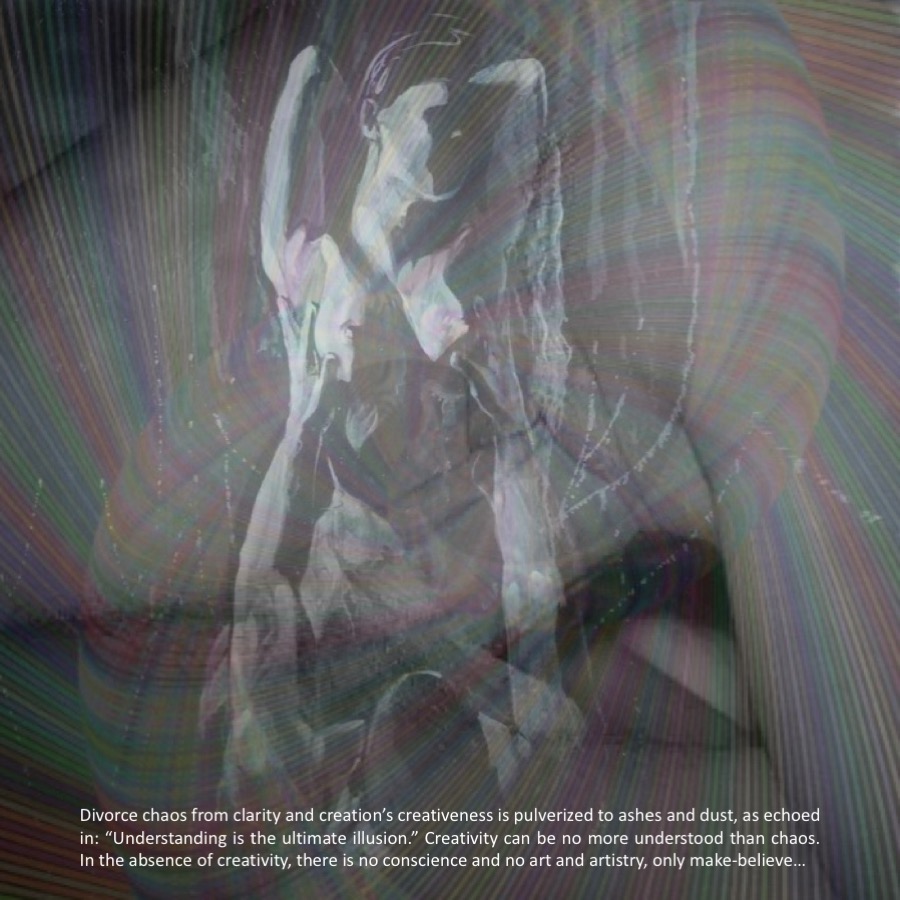 Divorce chaos from clarity and creation’s creativeness is pulverized to ashes and dust, as echoed
in: “Understanding is the ultimate illusion.” Creativity can be no more understood than chaos.
In the absence of creativity, there is no conscience and no art and artistry, only make-believe...